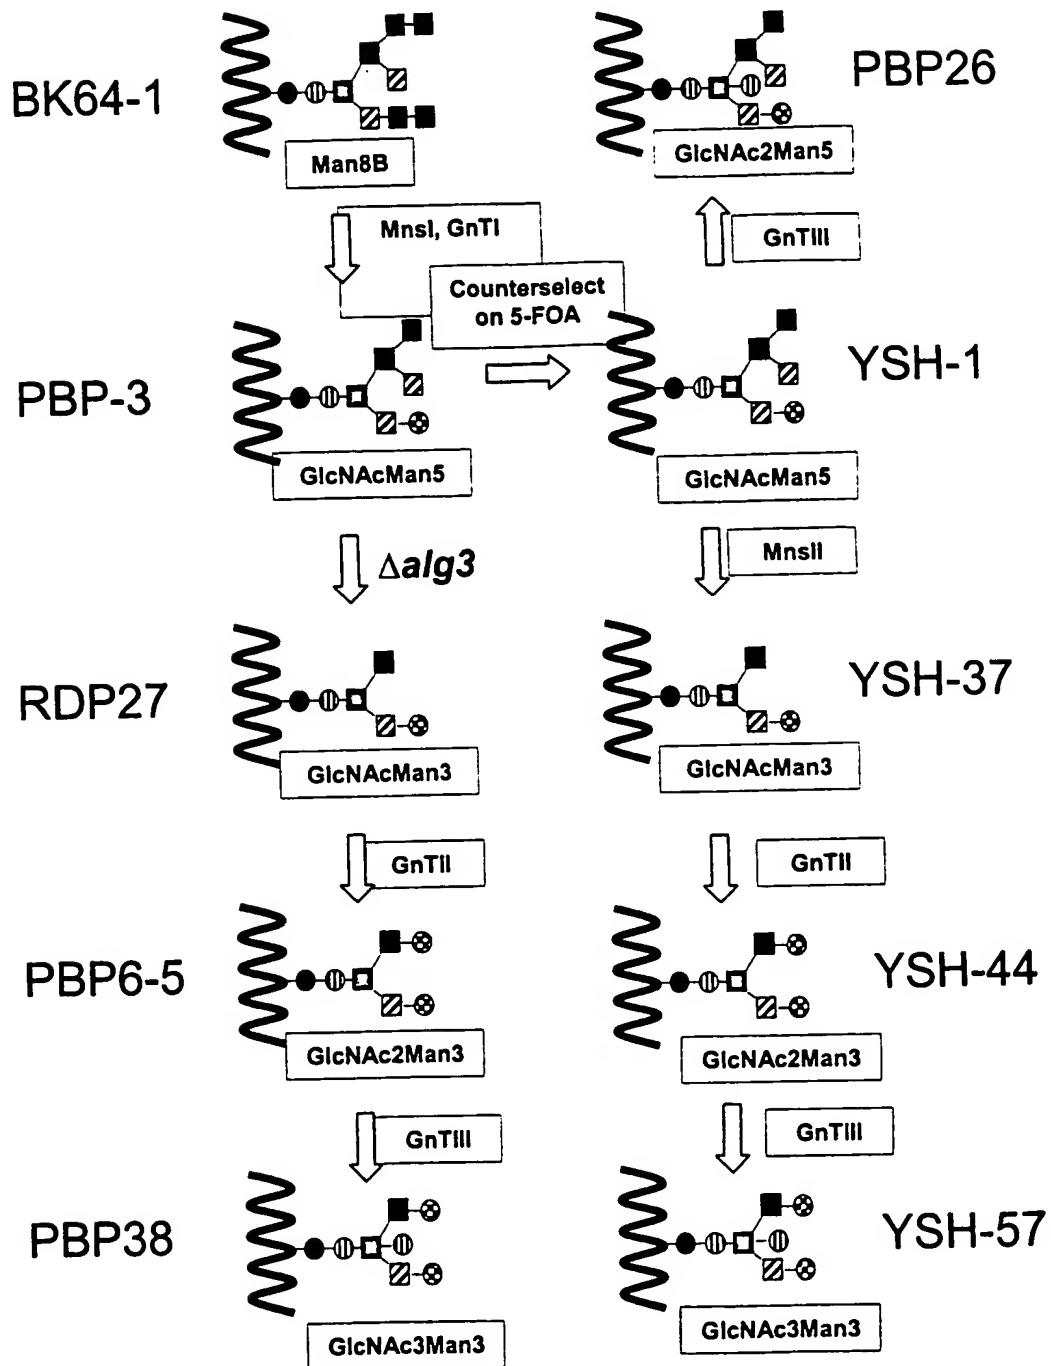 BK64-1
Man8B
PBP26
GlcNAc2Man5
MnsI, GnTI
GnTIII
Counterselect
on 5-FOA
PBP-3
GlcNAcMan5
YSH-1
GlcNAcMan5
Δalg3
MnsII
RDP27
GlcNAcMan3
YSH-37
GlcNAcMan3
GnTII
GnTII
PBP6-5
GlcNAc2Man3
YSH-44
GlcNAc2Man3
GnTIII
GnTIII
PBP38
GlcNAc3Man3
YSH-57
GlcNAc3Man3